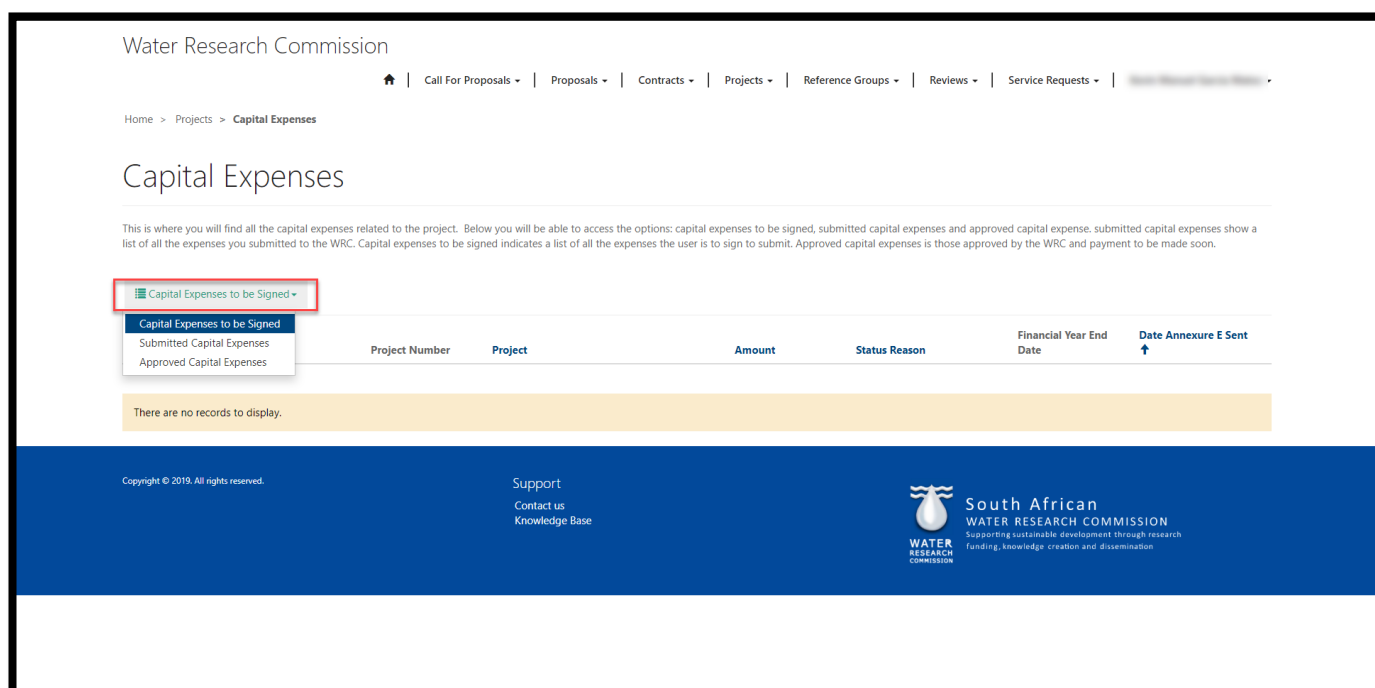 Water Research Commission
Call For Proposals
Proposals
Contracts
Projects
Reference Groups
Reviews
Service Requests
Home > Projects > Capital Expenses
Capital Expenses
This is where you will find all the capital expenses related to the project. Below you will be able to access the options: capital expenses to be signed, submitted capital expenses and approved capital expense. submitted capital expenses show a
list of all the expenses you submitted to the WRC. Capital expenses to be signed indicates a list of all the expenses the user is to sign to submit. Approved capital expenses is those approved by the WRC and payment to be made soon.
Capital Expenses to be Signed
Capital Expenses to be Signed
Submitted Capital Expenses
Approved Capital Expenses
Project Number
Project
Amount
Status Reason
Financial Year End
Date
Date Annexure E Sent
There are no records to display.
Copyright © 2019. All rights reserved.
Support
Contact us
Knowledge Base
WATER
RESEARCH
COMMISSION
South African
WATER RESEARCH COMMISSION
Supporting sustainable development through research
funding, knowledge creation and dissemination